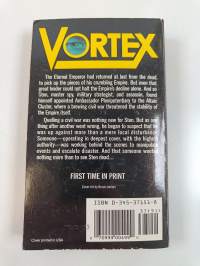 VORTEX
The Eternal Emperor had returned at last from the dead,
to pick up the pieces of his crumbling Empire. But even that
great leader could not halt the Empire's decline alone. And so
Sten, master spy, military strategist, and assassin, found
himself appointed Ambassador Plenipotentiary to the Altaic
Cluster, where a brewing civil war threatened the stability of the
Empire itself.
Quelling a civil war was nothing new for Sten. But as one
thing after another went wrong, he began to suspect that he
was up against more than a mere local disturbance.
Someone—operating in deepest cover, with the highest
authority—was working behind the scenes to manipulate
events and escalate disaster. And that someone wanted
nothing more than to see Sten dead...
FIRST TIME IN PRINT
Cover printed in USA
ISBN 0-345-37151-8